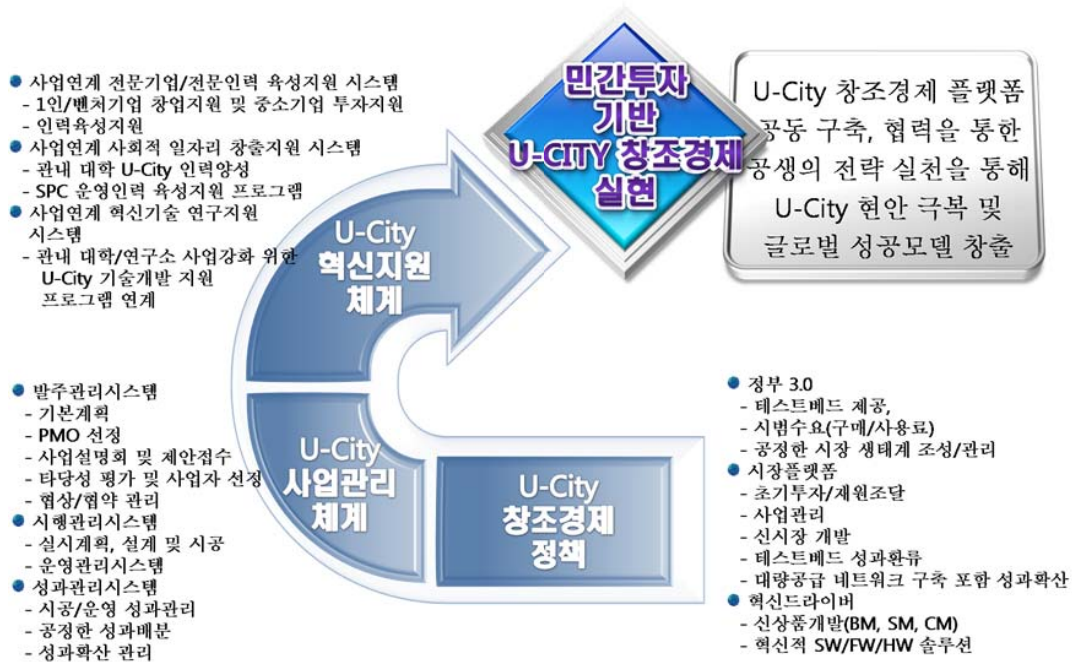 ● 사업연계 전문기업/전문인력 육성지원 시스템
- 1인/벤처기업 창업지원 및 중소기업 투자지원
- 인력육성지원
● 사업연계 사회적 일자리 창출지원 시스템
- 관내 대학 U-City 인력양성
- SPC 운영인력 육성지원 프로그램
● 사업연계 혁신기술 연구지원
시스템
- 관내 대학/연구소 사업강화 위한
U-City 기술개발 지원
프로그램 연계
민간투자
기반
U-CITY 창조경제
실현
U-City 창조경제 플랫폼
공동 구축, 협력을 통한
공생의 전략 실천을 통해
U-City 현안 극복 및
글로벌 성공모델 창출
U-City
혁신지원
체계
● 발주관리시스템
- 기본계획
- PMO 선정
- 사업설명회 및 제안접수
- 타당성 평가 및 사업자 선정
- 협상/협약 관리
● 시행관리시스템
- 실시계획, 설계 및 시공
- 운영관리시스템
● 성과관리시스템
- 시공/운영 성과관리
- 공정한 성과배분
- 성과확산 관리
U-City
사업관리
체계
U-City
창조경제
정책
● 정부 3.0
- 테스트베드 제공,
- 시범수요(구매/사용료)
- 공정한 시장 생태계 조성/관리
● 시장플랫폼
- 초기투자/재원조달
- 사업관리
- 신시장 개발
- 테스트베드 성과환류
- 대량공급 네트워크 구축 포함 성과확산
● 혁신드라이버
- 신상품개발(BM, SM, CM)
- 혁신적 SW/FW/HW 솔루션